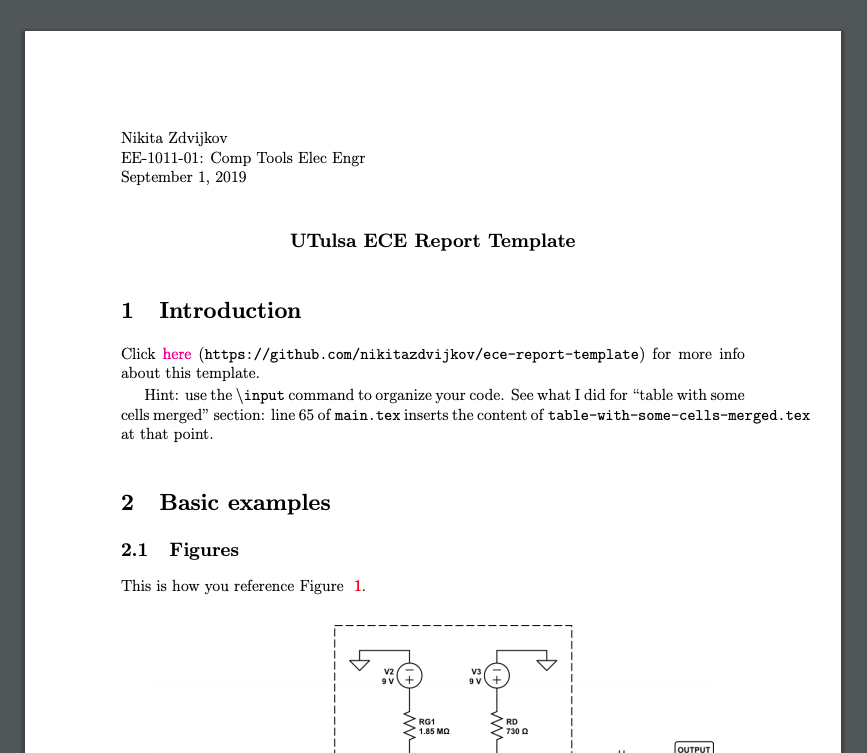 Nikita Zdvijkov
EE-1011-01: Comp Tools Elec Engr
September 1, 2019
UTulsa ECE Report Template
1 Introduction
Click here (https://github.com/nikitazdvijkov/ece-report-template) for more info
about this template.
Hint: use the \input command to organize your code. See what I did for “table with some
cells merged” section: line 65 of main.tex inserts the content of table-with-some-cells-merged.tex
at that point.
2 Basic examples
2.1 Figures
This is how you reference Figure 1.
V2
9 V
V3
9 V
RG1
1.85 MΩ
RD
730 Ω
OUTPUT